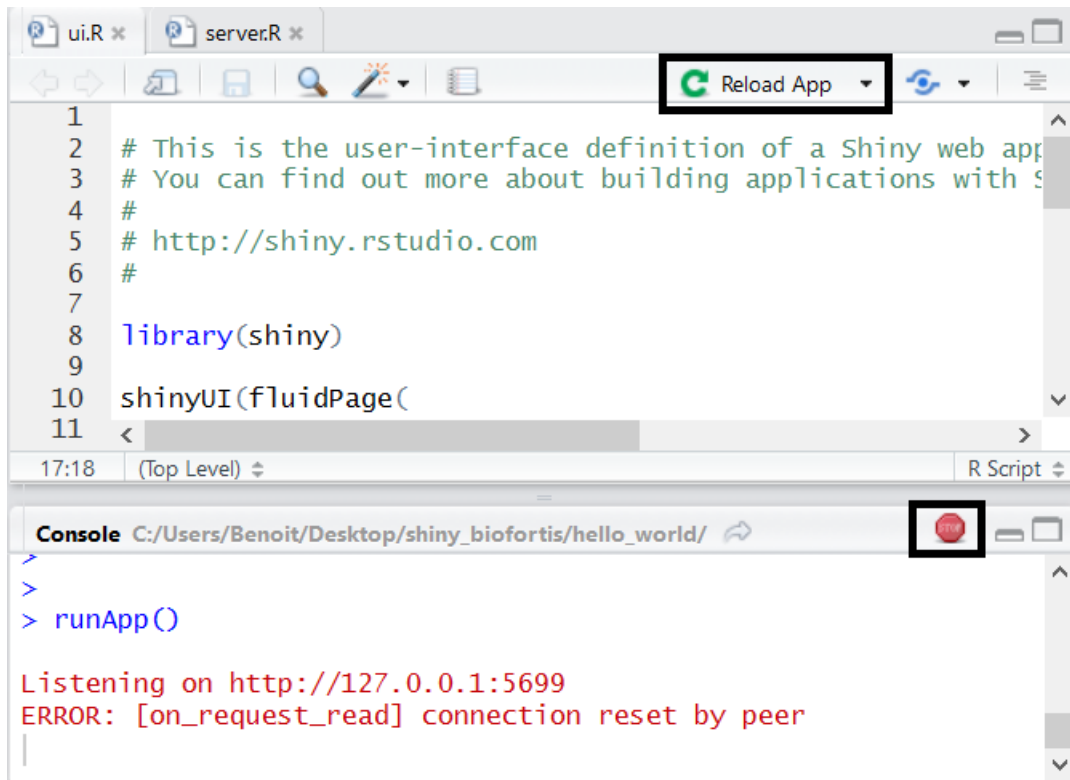 ui.R server.R
Reload App
1
2 # This is the user-interface definition of a Shiny web app
3 # You can find out more about building applications with
4 #
5 # http://shiny.rstudio.com
6 #
7
8 library(shiny)
9
10 shinyUI(fluidPage(
11
17:18 (Top Level) R Script
Console C:/Users/Benoit/Desktop/shiny_biofortis/hello_world/ STOP
>
>
> runApp()
Listening on http://127.0.0.1:5699
ERROR: [on_request_read] connection reset by peer